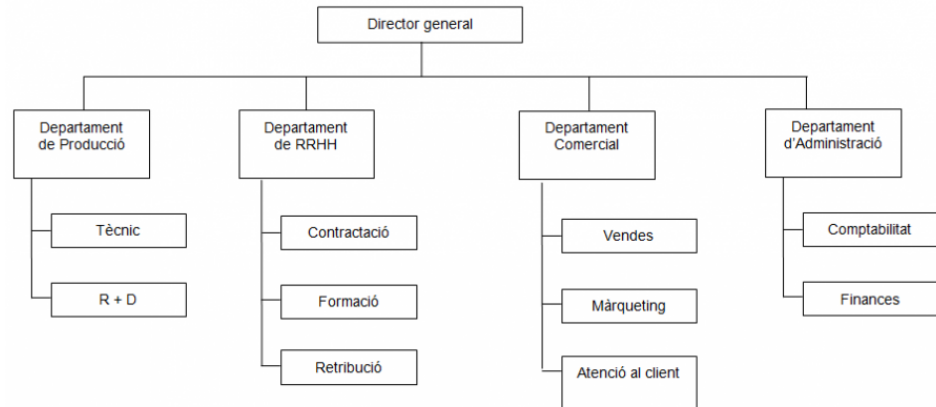 Director general
Departament
de Producció
Departament
de RRHH
Departament
Comercial
Departament
d'Administració
Tècnic
R + D
Contractació
Formació
Retribució
Vendes
Màrqueting
Atenció al client
Comptabilitat
Finances